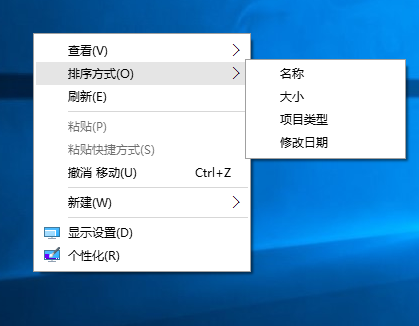 查看(V)
排序方式(O)
刷新(E)
粘贴(P)
粘贴快捷方式(S)
撤消 移动(U) Ctrl+Z
新建(W)
显示设置(D)
个性化(R)
名称
大小
项目类型
修改日期